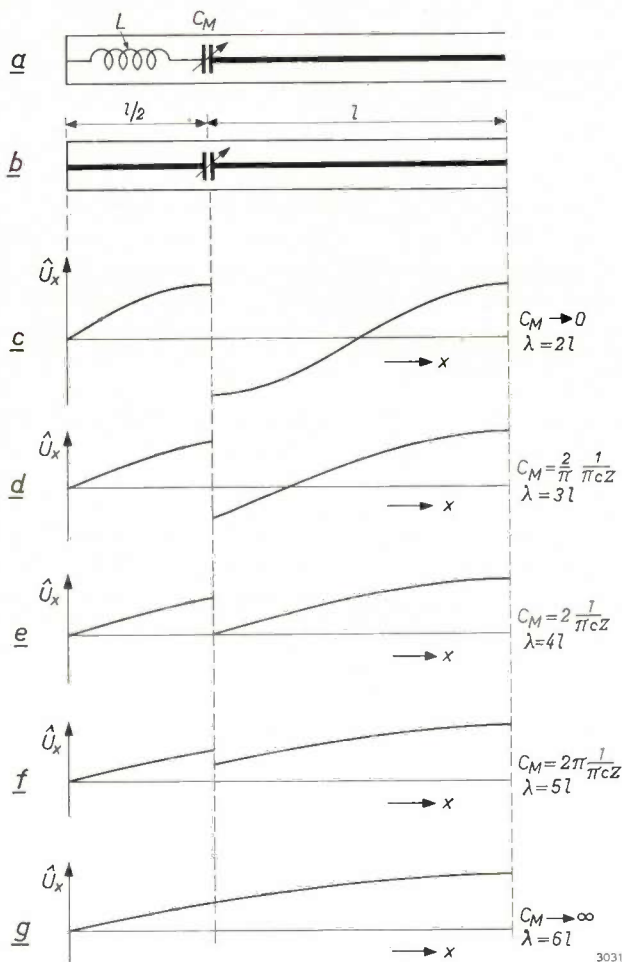 a
L
C_M
l/2
l
b
c
Û_x
x
C_M → 0
λ = 2l
d
Û_x
x
C_M = 2/π 1/πcZ
λ = 3l
e
Û_x
x
C_M = 2 1/πcZ
λ = 4l
f
Û_x
x
C_M = 2π 1/πcZ
λ = 5l
g
Û_x
x
C_M → ∞
λ = 6l
3031